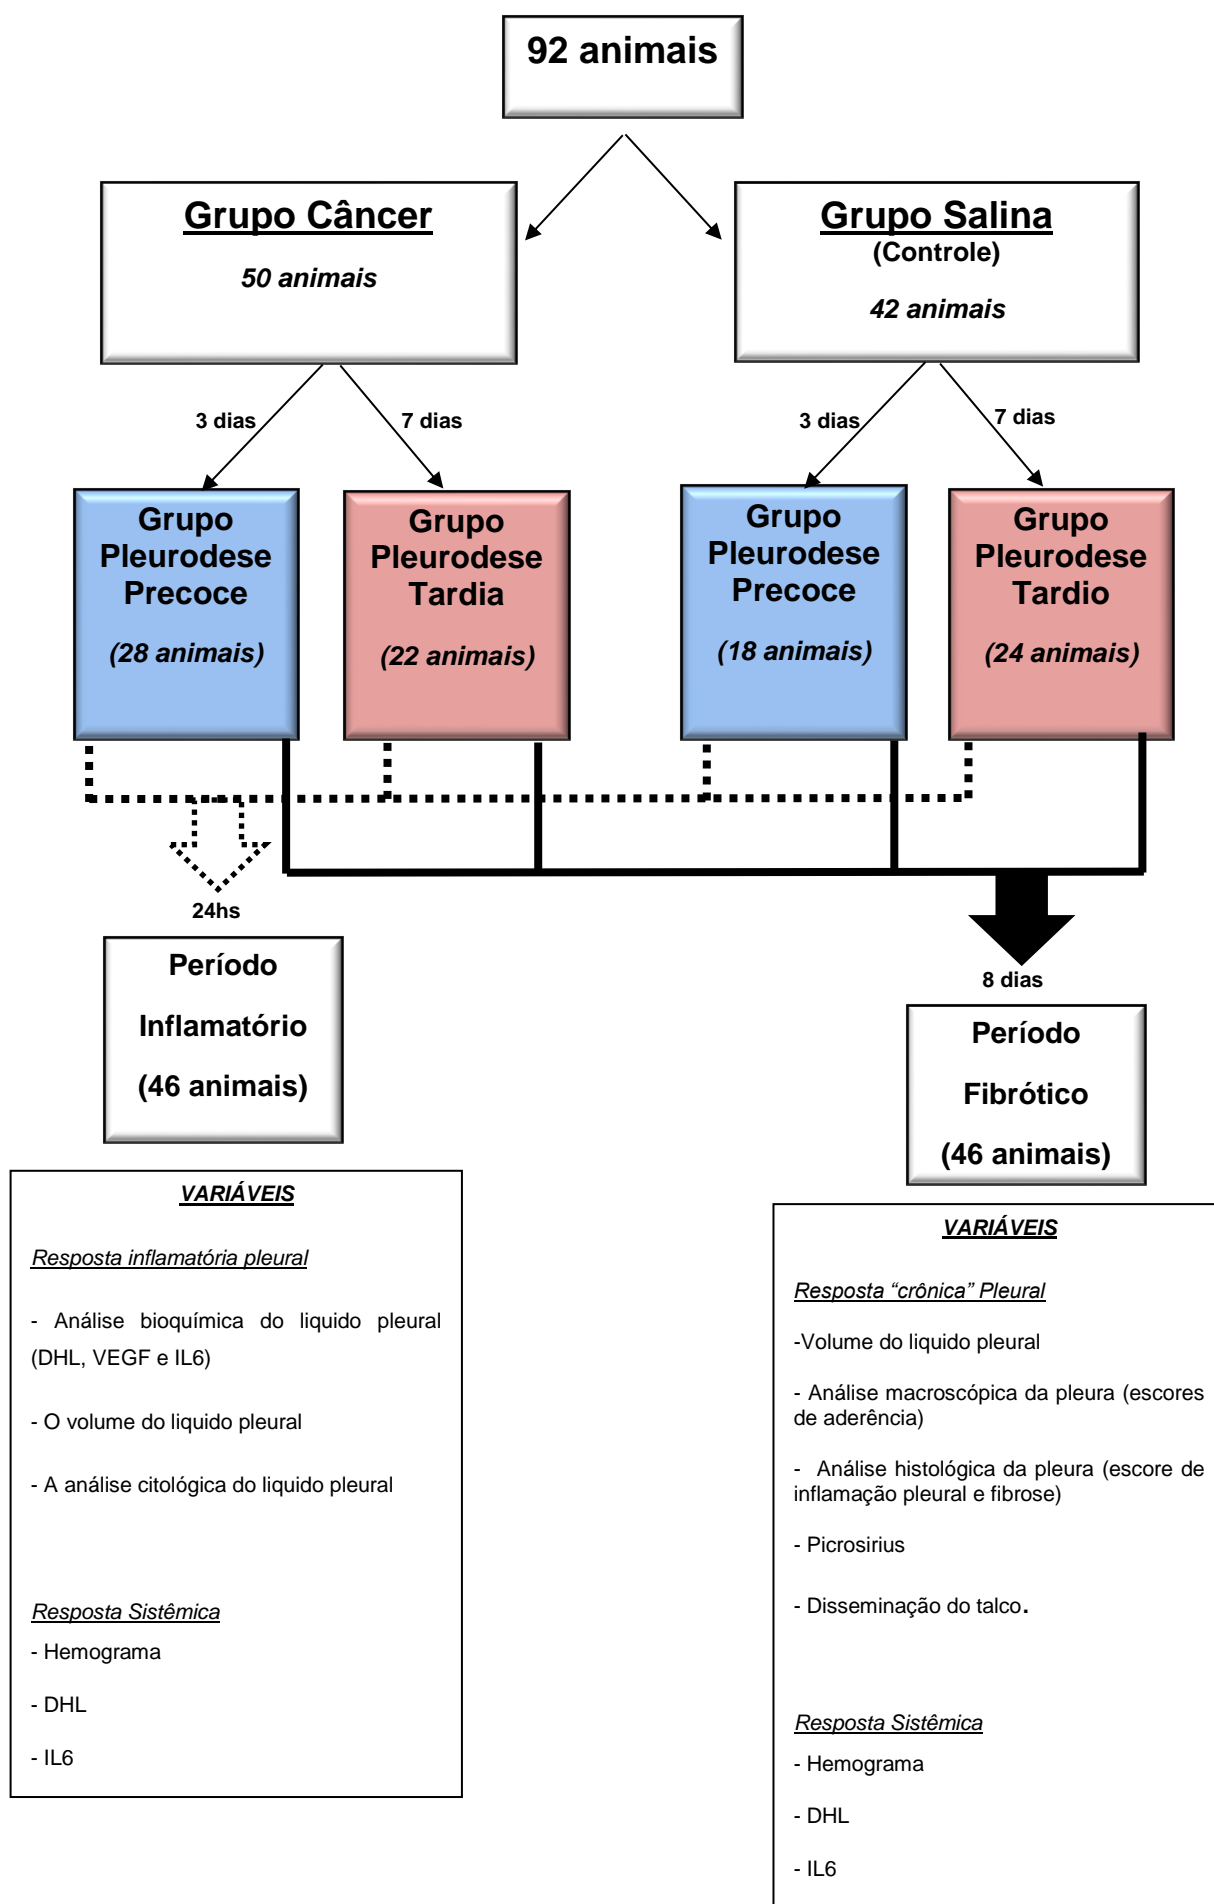 92 animais
Grupo Câncer
50 animais
Grupo Salina
(Controle)
42 animais
3 dias
7 dias
3 dias
7 dias
Grupo
Pleurodese
Precoce
(28 animais)
Grupo
Pleurodese
Tardia
(22 animais)
Grupo
Pleurodese
Precoce
(18 animais)
Grupo
Pleurodese
Tardio
(24 animais)
24hs
Período
Inflamatório
(46 animais)
8 dias
Período
Fibrótico
(46 animais)
VARIÁVEIS
Resposta inflamatória pleural
- Análise bioquímica do liquido pleural
(DHL, VEGF e IL6)
- O volume do liquido pleural
- A análise citológica do liquido pleural
Resposta Sistêmica
- Hemograma
- DHL
- IL6
VARIÁVEIS
Resposta “crônica” Pleural
-Volume do liquido pleural
- Análise macroscópica da pleura (escores
de aderência)
- Análise histológica da pleura (escore de
inflamação pleural e fibrose)
- Picrosirius
- Disseminação do talco.
Resposta Sistêmica
- Hemograma
- DHL
- IL6